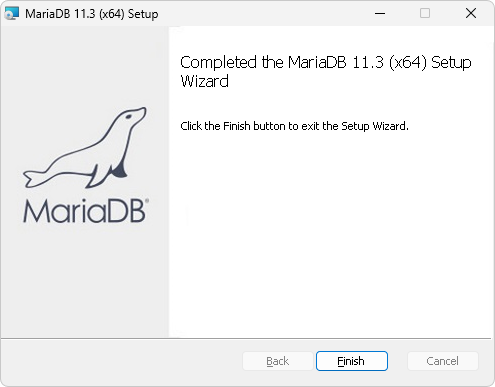 MariaDB 11.3 (x64) Setup
Completed the MariaDB 11.3 (x64) Setup
Wizard
Click the Finish button to exit the Setup Wizard.
MariaDB®
Back Finish Cancel